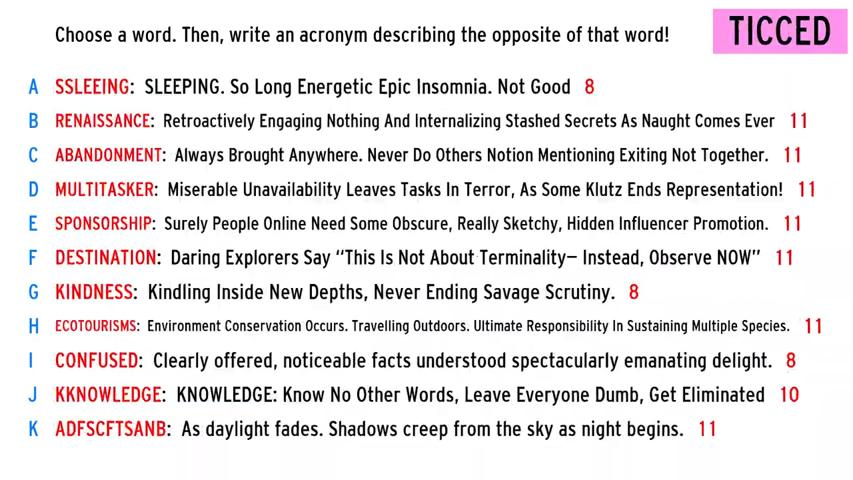 Choose a word. Then, write an acronym describing the opposite of that word!
TICCED
A SSLEEING: SLEEPING. So Long Energetic Epic Insomnia. Not Good 8
B RENAISSANCE: Retroactively Engaging Nothing And Internalizing Stashed Secrets As Naught Comes Ever 11
C ABANDONMENT: Always Brought Anywhere. Never Do Others Notion Mentioning Exiting Not Together. 11
D MULTITASKER: Miserable Unavailability Leaves Tasks In Terror, As Some Klutz Ends Representation! 11
E SPONSORSHIP: Surely People Online Need Some Obscure, Really Sketchy, Hidden Influencer Promotion. 11
F DESTINATION: Daring Explorers Say “This Is Not About Terminality– Instead, Observe NOW” 11
G KINDNESS: Kindling Inside New Depths, Never Ending Savage Scrutiny. 8
H ECOTOURISMS: Environment Conservation Occurs. Travelling Outdoors. Ultimate Responsibility In Sustaining Multiple Species. 11
I CONFUSED: Clearly offered, noticeable facts understood spectacularly emanating delight. 8
J KKNOWLEDGE: KNOWLEDGE: Know No Other Words, Leave Everyone Dumb, Get Eliminated 10
K ADFSCFTSANB: As daylight fades. Shadows creep from the sky as night begins. 11